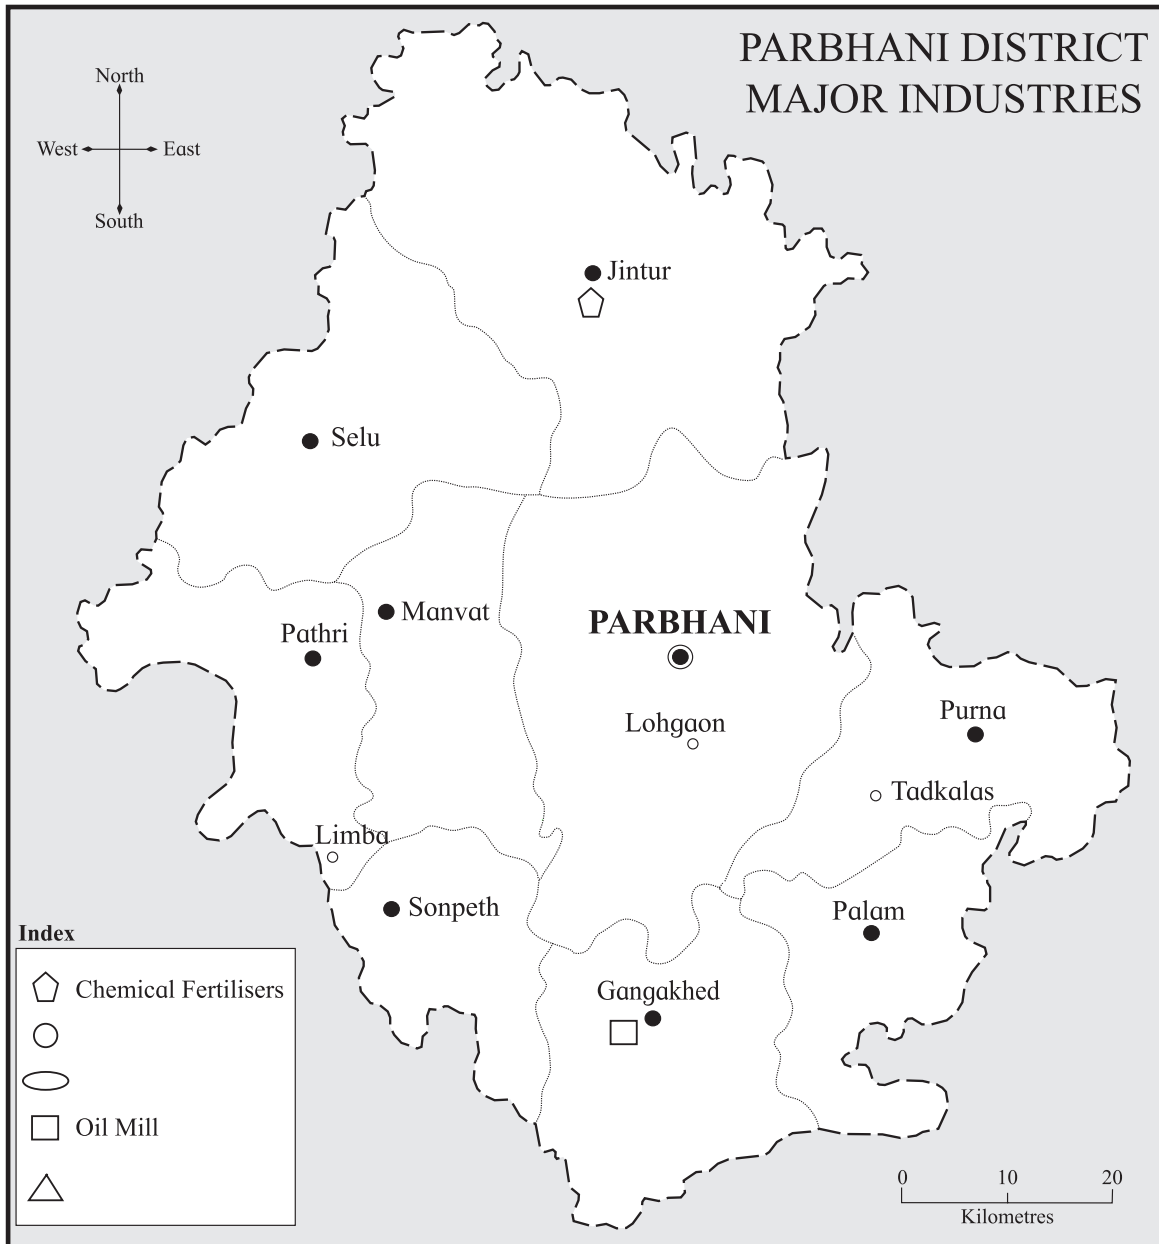 PARBHANI DISTRICT
MAJOR INDUSTRIES
North
West
East
South
Jintur
Selu
Manvat
PARBHANI
Pathri
Lohgaon
Purna
Tadkalas
Limba
Sonpeth
Palam
Gangakhed
Index
Chemical Fertilisers
Oil Mill
0 10 20
Kilometres